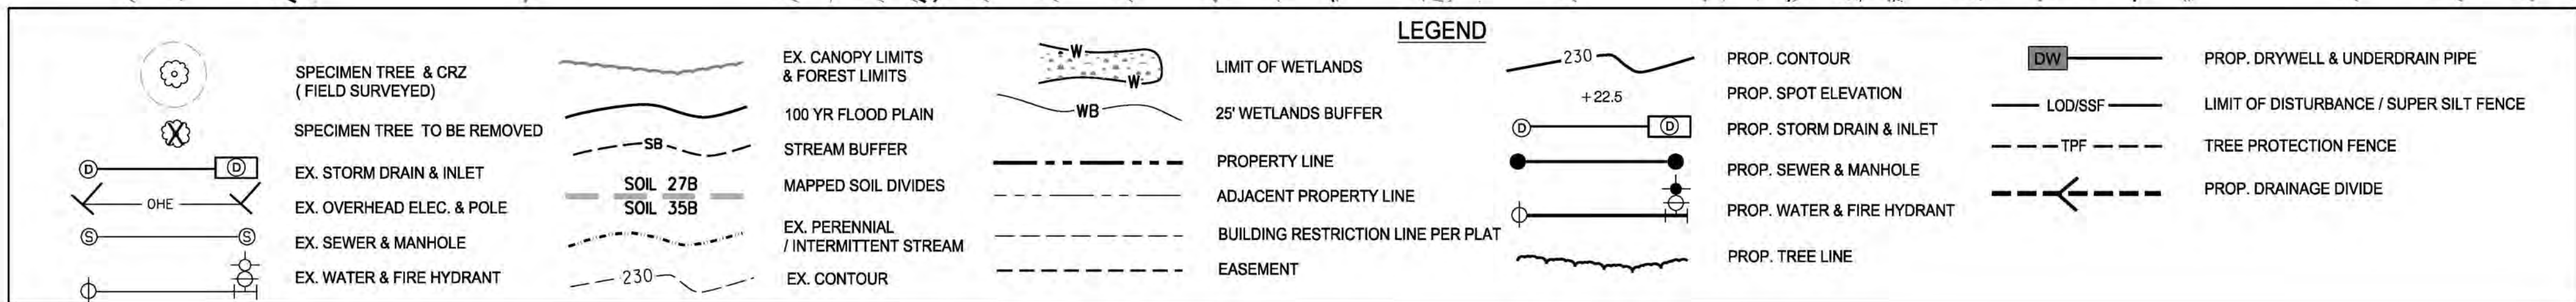 LEGEND
SPECIMEN TREE & CRZ
( FIELD SURVEYED)
SPECIMEN TREE TO BE REMOVED
D D
EX. STORM DRAIN & INLET
OHE
EX. OVERHEAD ELEC. & POLE
S S
EX. SEWER & MANHOLE
EX. WATER & FIRE HYDRANT
EX. CANOPY LIMITS
& FOREST LIMITS
100 YR FLOOD PLAIN
SB
STREAM BUFFER
SOIL 27B
SOIL 35B
MAPPED SOIL DIVIDES
EX. PERENNIAL
/ INTERMITTENT STREAM
230
EX. CONTOUR
W
W
LIMIT OF WETLANDS
WB
25' WETLANDS BUFFER
PROPERTY LINE
ADJACENT PROPERTY LINE
BUILDING RESTRICTION LINE PER PLAT
EASEMENT
230
PROP. CONTOUR
+22.5
PROP. SPOT ELEVATION
D D
PROP. STORM DRAIN & INLET
PROP. SEWER & MANHOLE
PROP. WATER & FIRE HYDRANT
PROP. TREE LINE
DW
PROP. DRYWELL & UNDERDRAIN PIPE
LOD/SSF
LIMIT OF DISTURBANCE / SUPER SILT FENCE
TPF
TREE PROTECTION FENCE
PROP. DRAINAGE DIVIDE